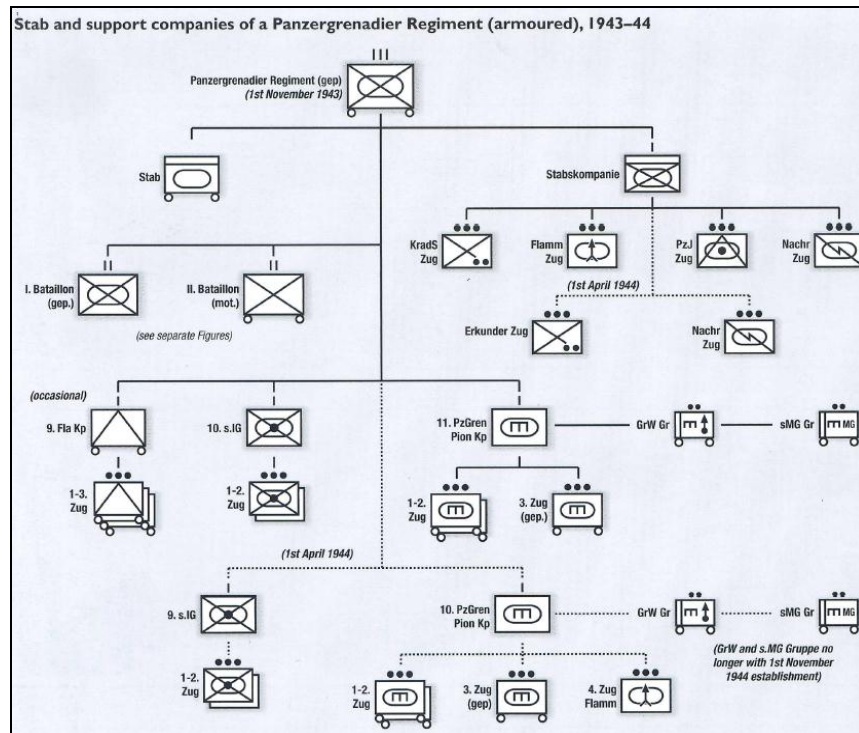 Stab and support companies of a Panzergrenadier Regiment (armoured), 1943–44
Panzergrenadier Regiment (gep)
(1st November 1943)
Stab
Stabskompanie
KradS
Zug
Flamm
Zug
PzJ
Zug
Nachr
Zug
I. Bataillon
(gep.)
II. Bataillon
(mot.)
(see separate Figures)
(1st April 1944)
Erkunder Zug
Nachr
Zug
(occasional)
9. Fla Kp
10. s.IG
11. PzGren
Pion Kp
GrW Gr
sMG Gr
MG
1-3.
Zug
1-2.
Zug
1-2.
Zug
3. Zug
(gep.)
(1st April 1944)
9. s.IG
10. PzGren
Pion Kp
GrW Gr
sMG Gr
MG
(GrW and s.MG Gruppe no
longer with 1st November
1944 establishment)
1-2.
Zug
1-2.
Zug
3. Zug
(gep)
4. Zug
Flamm